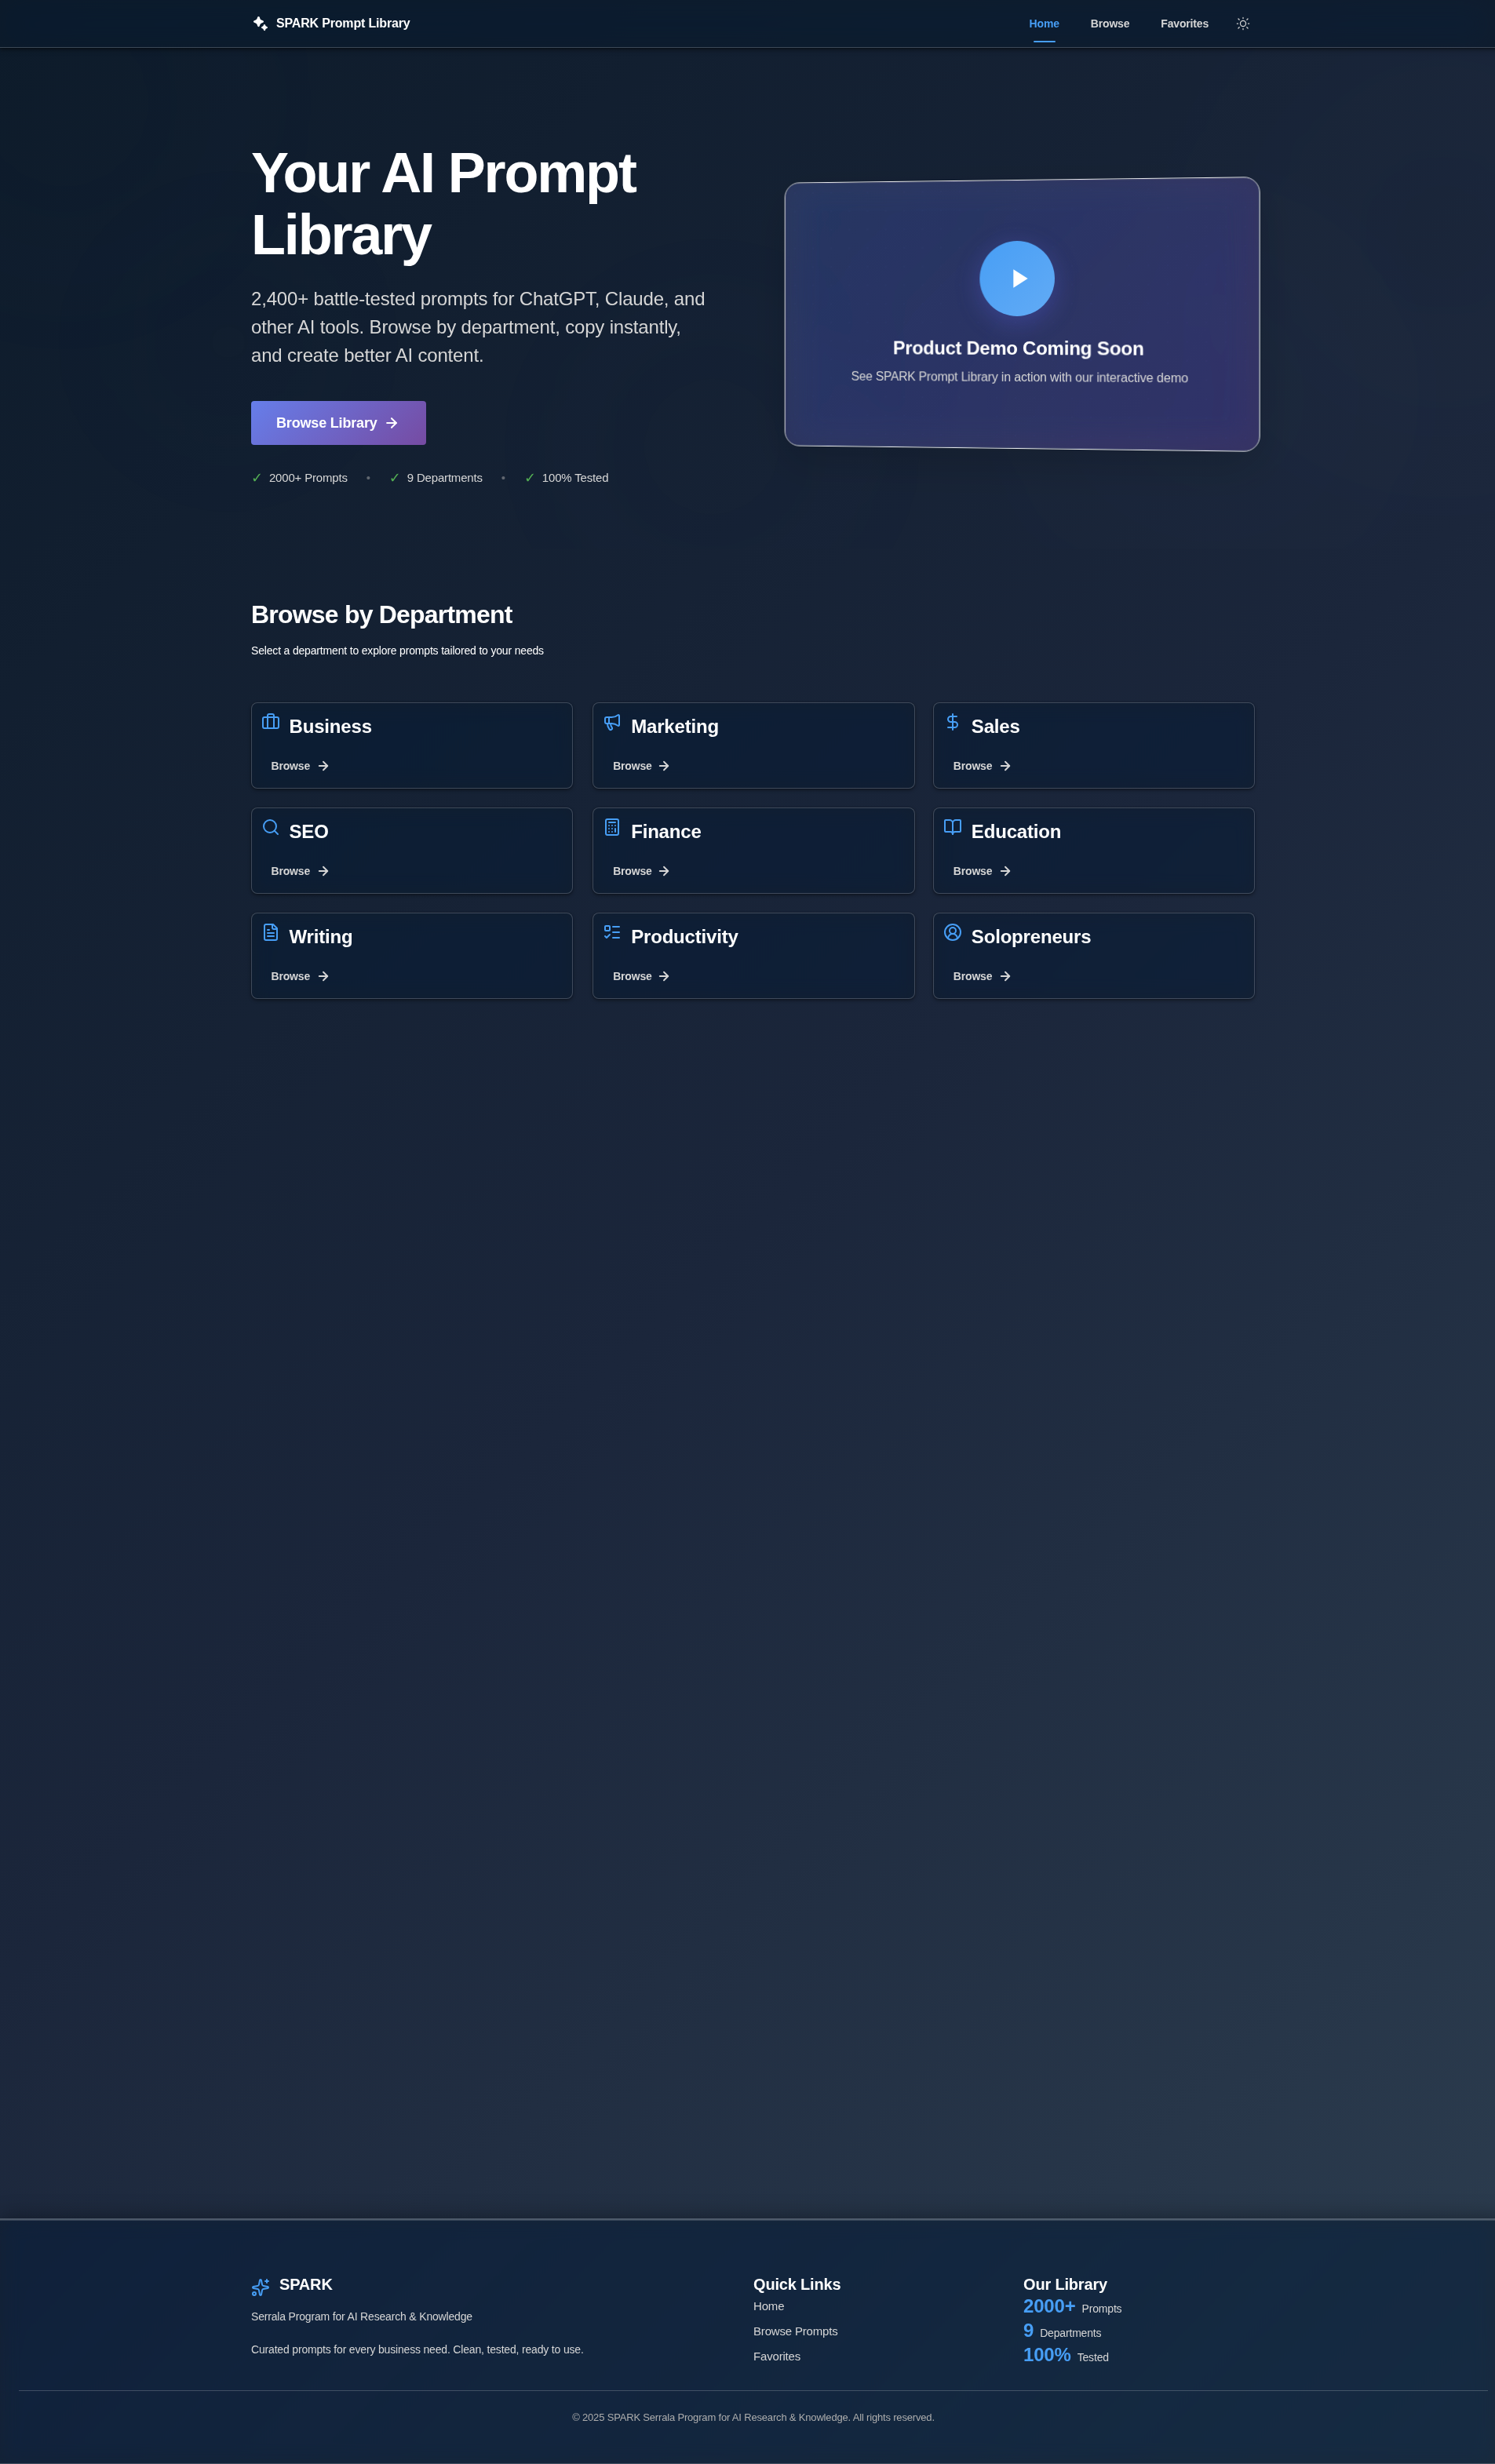 SPARK Prompt Library
Home
Browse
Favorites
Your AI Prompt
Library
2,400+ battle-tested prompts for ChatGPT, Claude, and
other AI tools. Browse by department, copy instantly,
and create better AI content.
Browse Library
✓ 2000+ Prompts • ✓ 9 Departments • ✓ 100% Tested
Product Demo Coming Soon
See SPARK Prompt Library in action with our interactive demo
Browse by Department
Select a department to explore prompts tailored to your needs
Business
Browse
Marketing
Browse
Sales
Browse
SEO
Browse
Finance
Browse
Education
Browse
Writing
Browse
Productivity
Browse
Solopreneurs
Browse
SPARK
Serrala Program for AI Research & Knowledge
Curated prompts for every business need. Clean, tested, ready to use.
Quick Links
Home
Browse Prompts
Favorites
Our Library
2000+ Prompts
9 Departments
100% Tested
© 2025 SPARK Serrala Program for AI Research & Knowledge. All rights reserved.